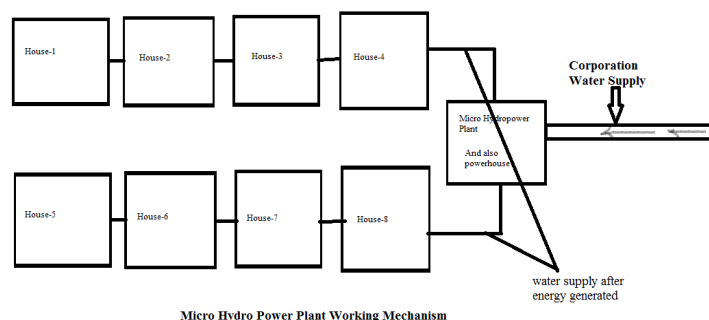 House-1
House-2
House-3
House-4
Corporation
Water Supply
Micro Hydropower
Plant
And also
powerhouse
House-5
House-6
House-7
House-8
water supply after
energy generated
Micro Hydro Power Plant Working Mechanism